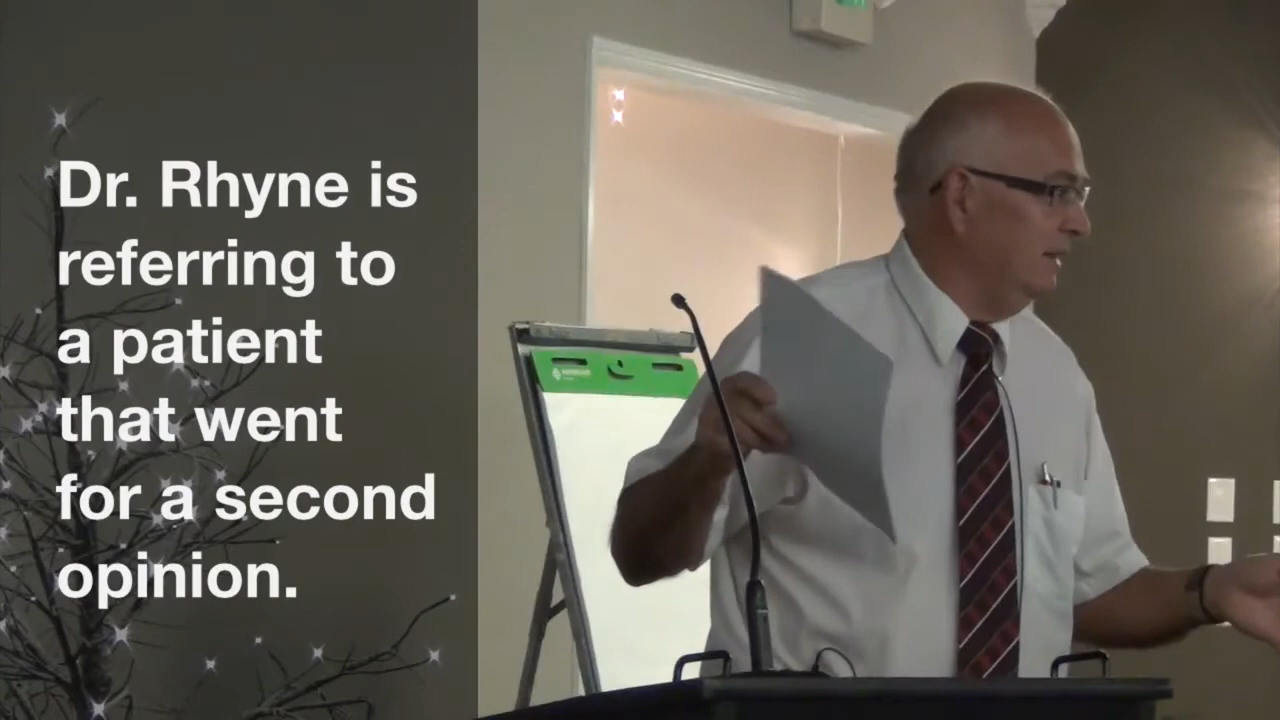 Dr. Rhyne is
referring to
a patient
that went
for a second
opinion.